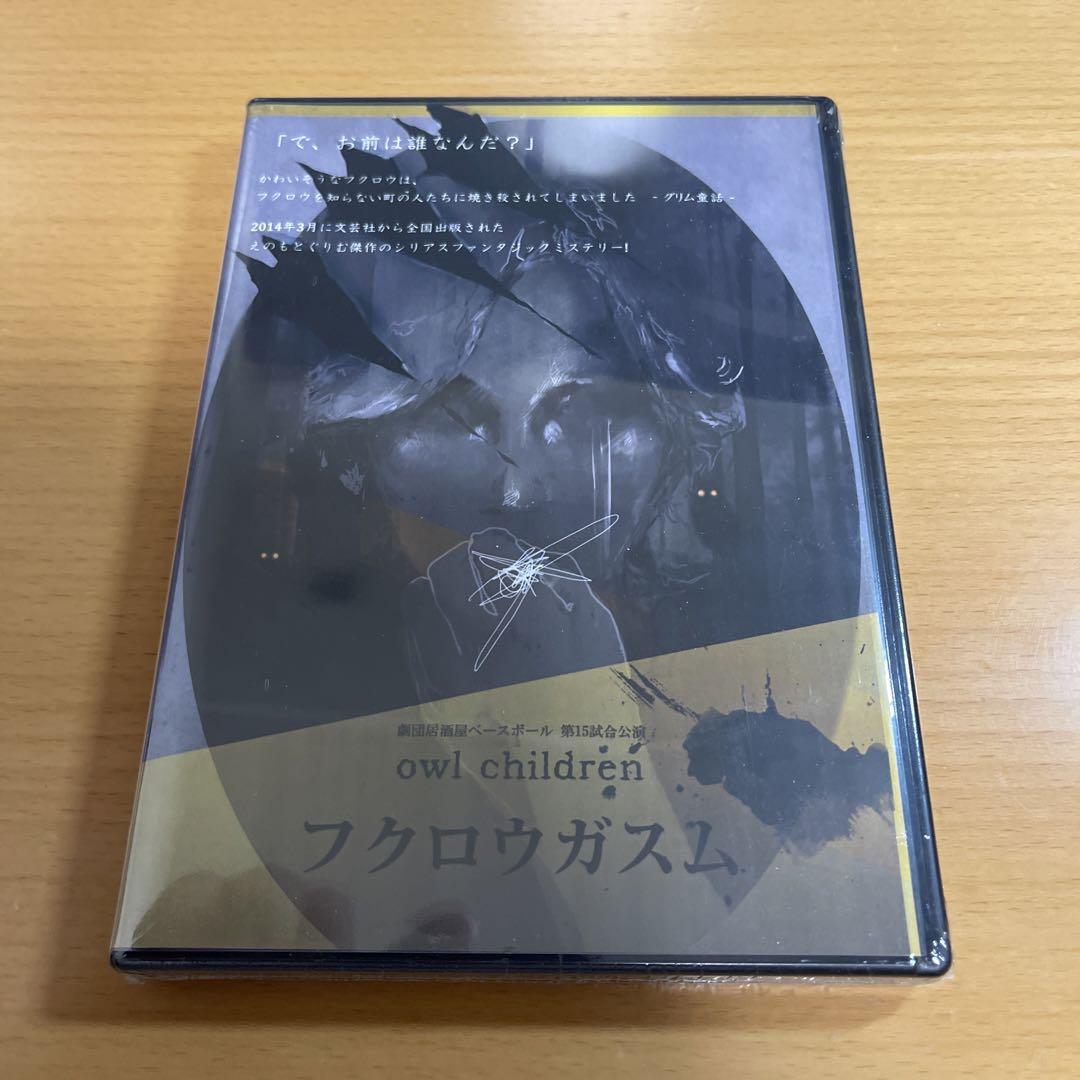 「で、お前は誰なんだ？」
かわいそうなフクロウは、
フクロウを知らない町の人たちに焼き殺されてしまいました　- グリム童話 -
2014年3月に文芸社から全国出版された
えのもとぐりむ傑作のシリアスファンタジックミステリー!
劇団居酒屋ベースボール 第15試合公演
owl children
フクロウガスム